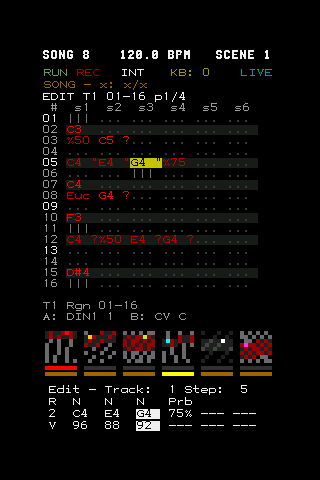 SONG 8 120.0 BPM SCENE 1
RUN REC INT KB: O LIVE
SONG - x: x/x
EDIT T1 01-16 p1/4
# s1 s2 s3 s4 s5 s6
01 ||| ... ... ... ... ...
02 C3 ... ... ... ... ...
03 %50 C5 ? ... ... ...
04 ... ... ... ... ... ...
05 C4 "E4 "G4 "%75 ... ...
06 ... ... ||| ... ... ...
07 C4 ... ... ... ... ...
08 Euc G4 ? ... ... ...
09 ... ... ... ... ... ...
10 F3 ... ... ... ... ...
11 ||| ... ... ... ... ...
12 C4 ?%50 E4 ?G4 ?... ...
13 ... ... ... ... ... ...
14 ... ... ... ... ... ...
15 D#4 ... ... ... ... ...
16 ||| ... ... ... ... ...
T1 Rgn 01-16
A: DIN1 1 B: CV C
Edit - Track: 1 Step: 5
R N N N Prb
2 C4 E4 G4 75% --- ---
V 96 88 92 --- --- ---